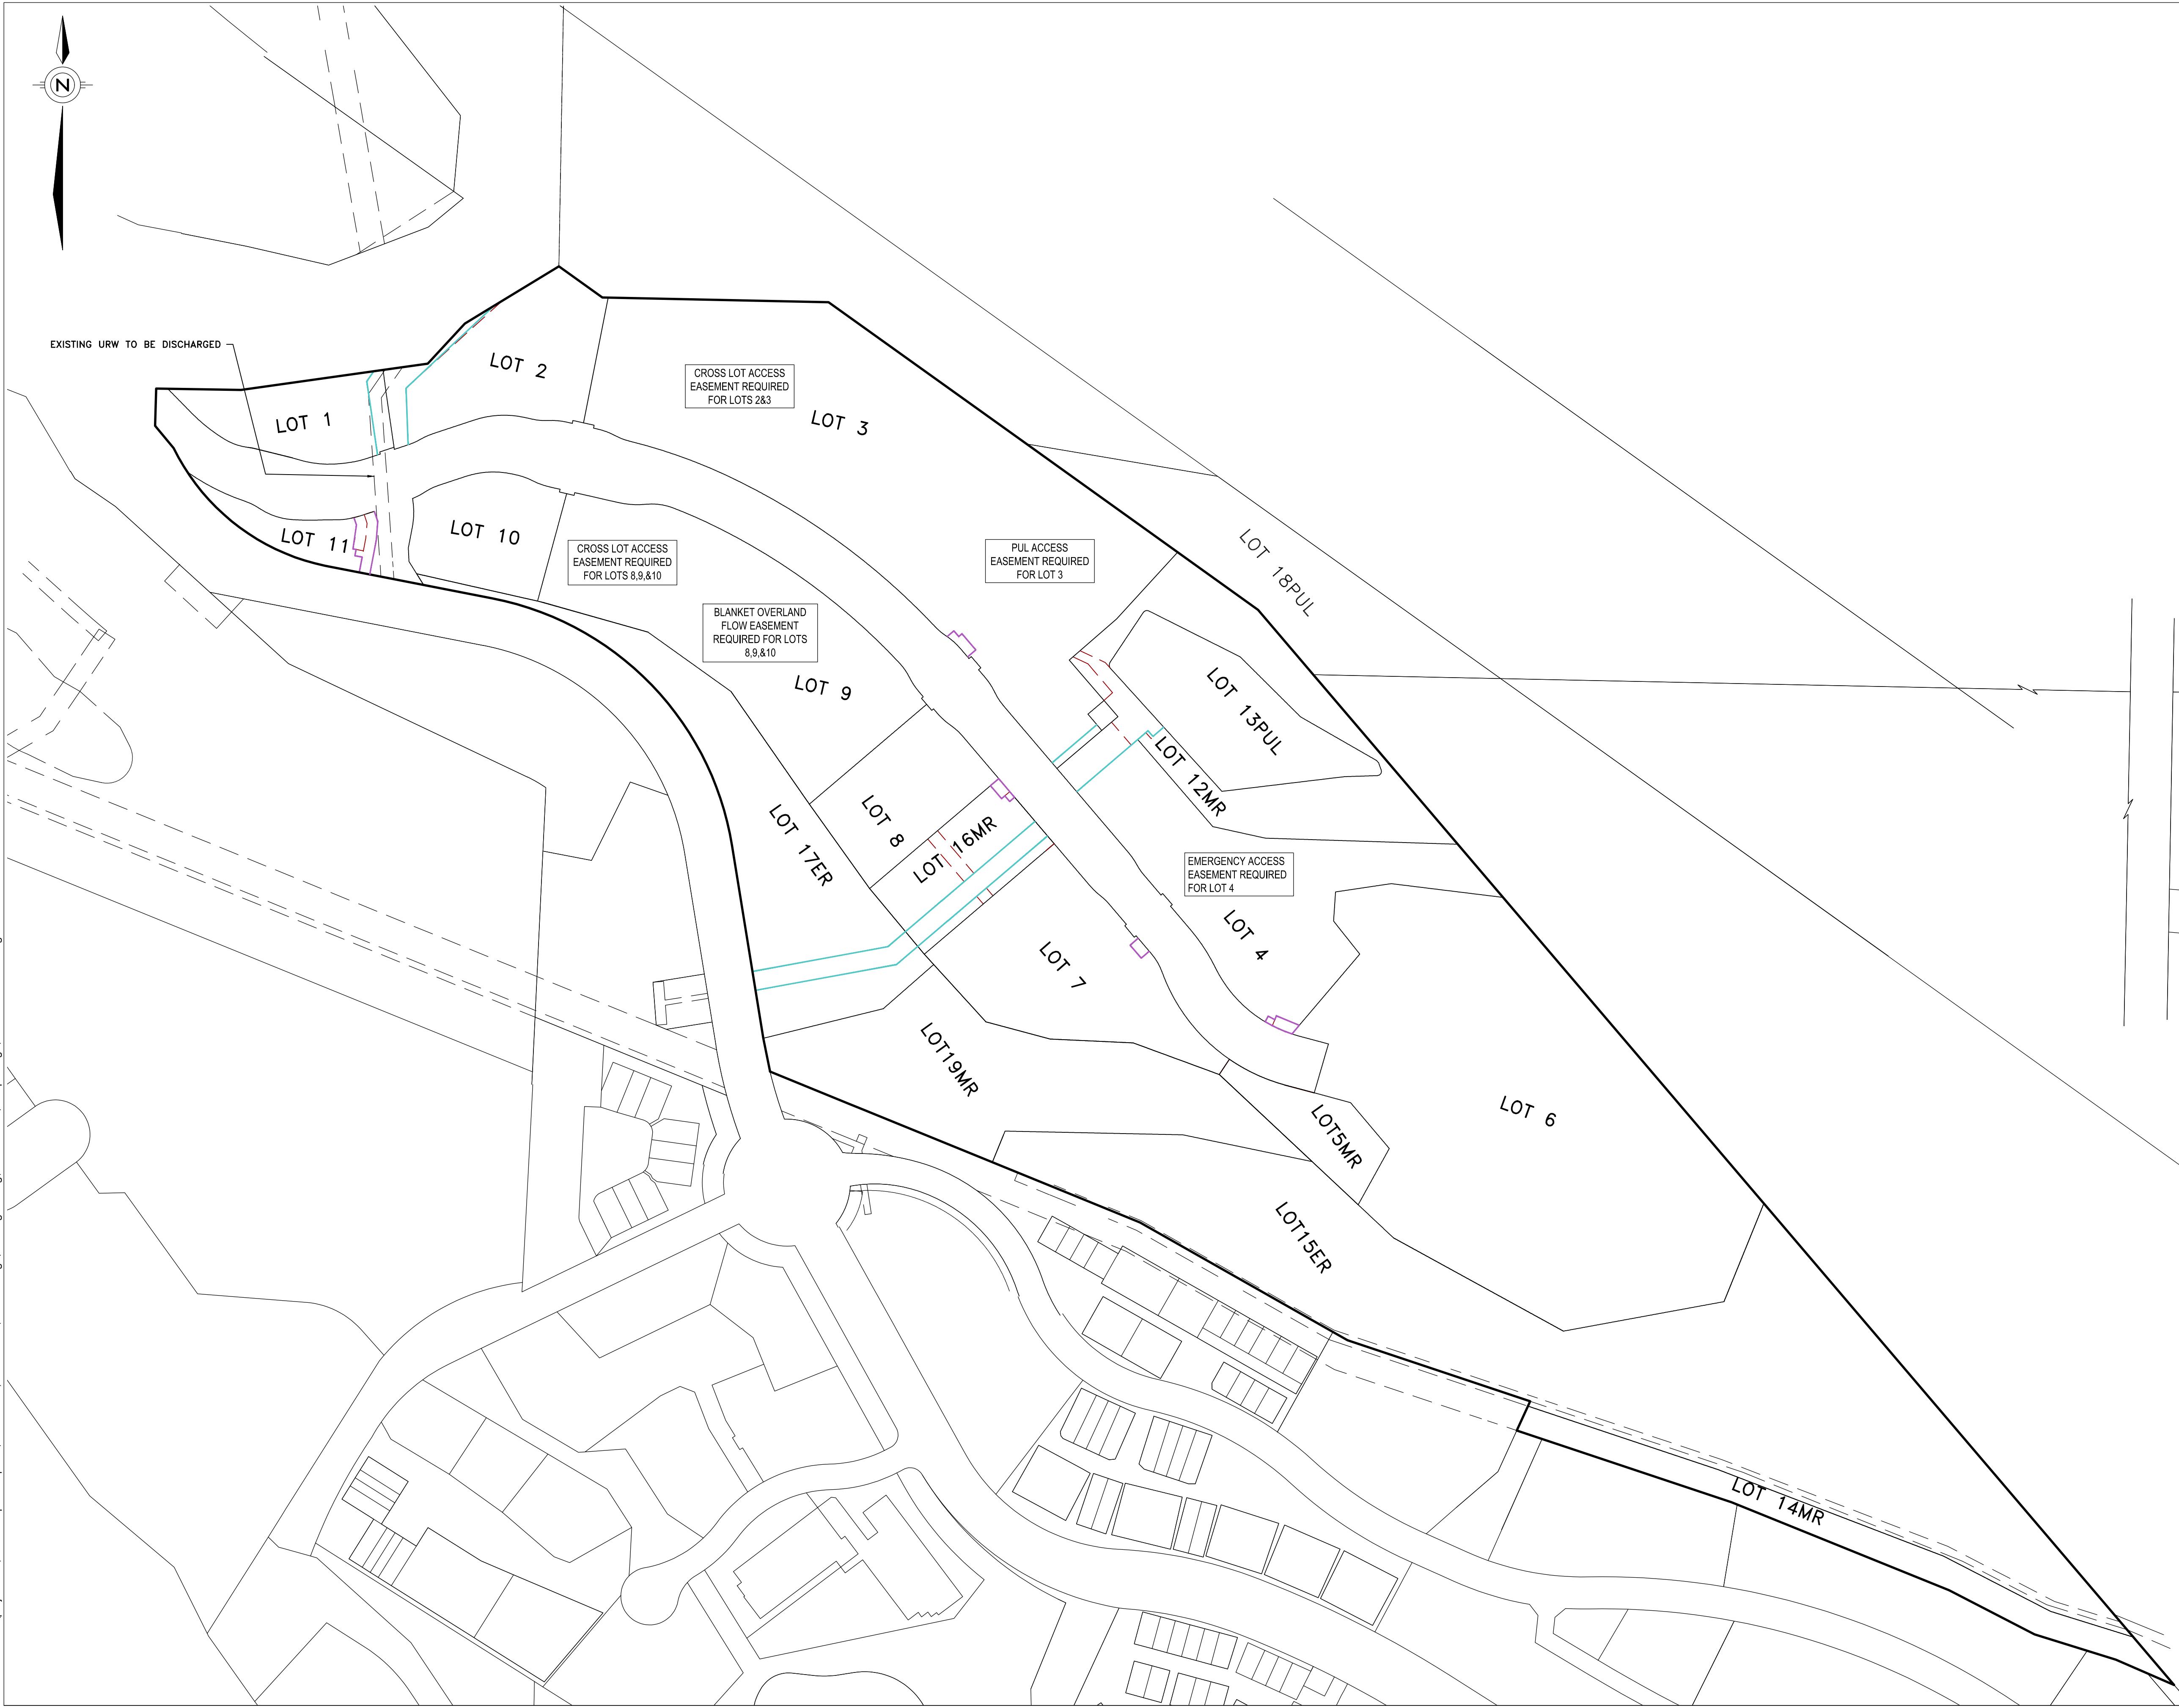 N
EXISTING URW TO BE DISCHARGED
LOT 2
CROSS LOT ACCESS
EASEMENT REQUIRED
FOR LOTS 2&3
LOT 1
LOT 3
LOT 10
LOT 11
CROSS LOT ACCESS
EASEMENT REQUIRED
FOR LOTS 8,9,&10
PUL ACCESS
EASEMENT REQUIRED
FOR LOT 3
LOT 18PUL
BLANKET OVERLAND
FLOW EASEMENT
REQUIRED FOR LOTS
8,9,&10
LOT 9
LOT 13PUL
LOT 12MR
LOT 8
LOT 16MR
LOT 17ER
EMERGENCY ACCESS
EASEMENT REQUIRED
FOR LOT 4
LOT 4
LOT 7
LOT19MR
LOT 6
LOT5MR
LOT15ER
LOT 14MR